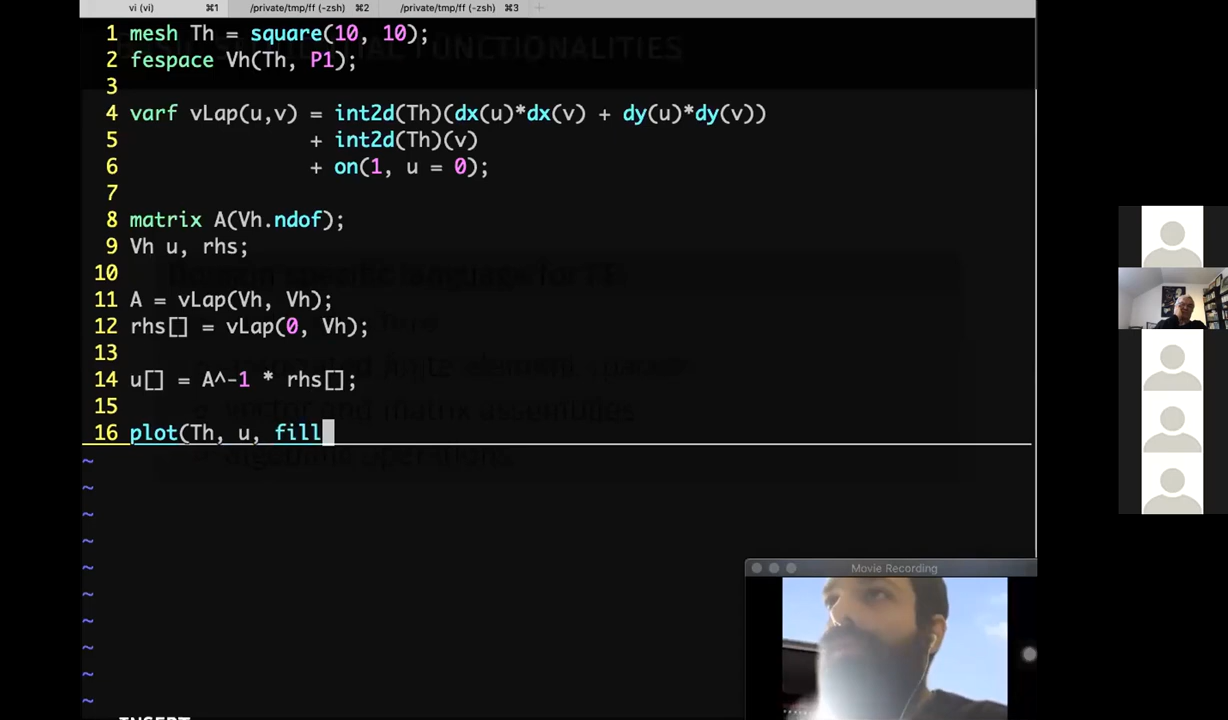 vi (vi) ⌘1 /private/tmp/ff (-zsh) ⌘2 /private/tmp/ff (-zsh) ⌘3 +
1 mesh Th = square(10, 10);
2 fespace Vh(Th, P1);
3
4 varf vLap(u,v) = int2d(Th)(dx(u)*dx(v) + dy(u)*dy(v))
5 + int2d(Th)(v)
6 + on(1, u = 0);
7
8 matrix A(Vh.ndof);
9 Vh u, rhs;
10
11 A = vLap(Vh, Vh);
12 rhs[] = vLap(0, Vh);
13
14 u[] = A^-1 * rhs[];
15
16 plot(Th, u, fill
~
~
~
~
~
~
~
~
~
~
Movie Recording
INSERT